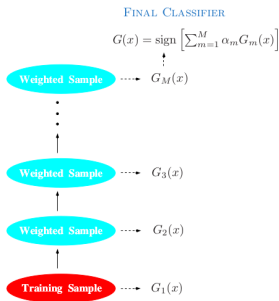 FINAL CLASSIFIER
G(x) = sign [∑_{m=1}^{M} α_m G_m(x)]
Weighted Sample G_M(x)
Weighted Sample G_3(x)
Weighted Sample G_2(x)
Training Sample G_1(x)